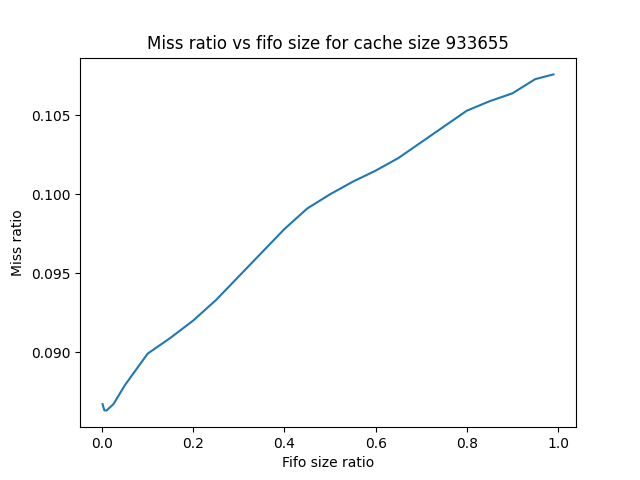 Miss ratio vs fifo size for cache size 933655
0.105
0.100
0.095
0.090
Miss ratio
0.0 0.2 0.4 0.6 0.8 1.0
Fifo size ratio